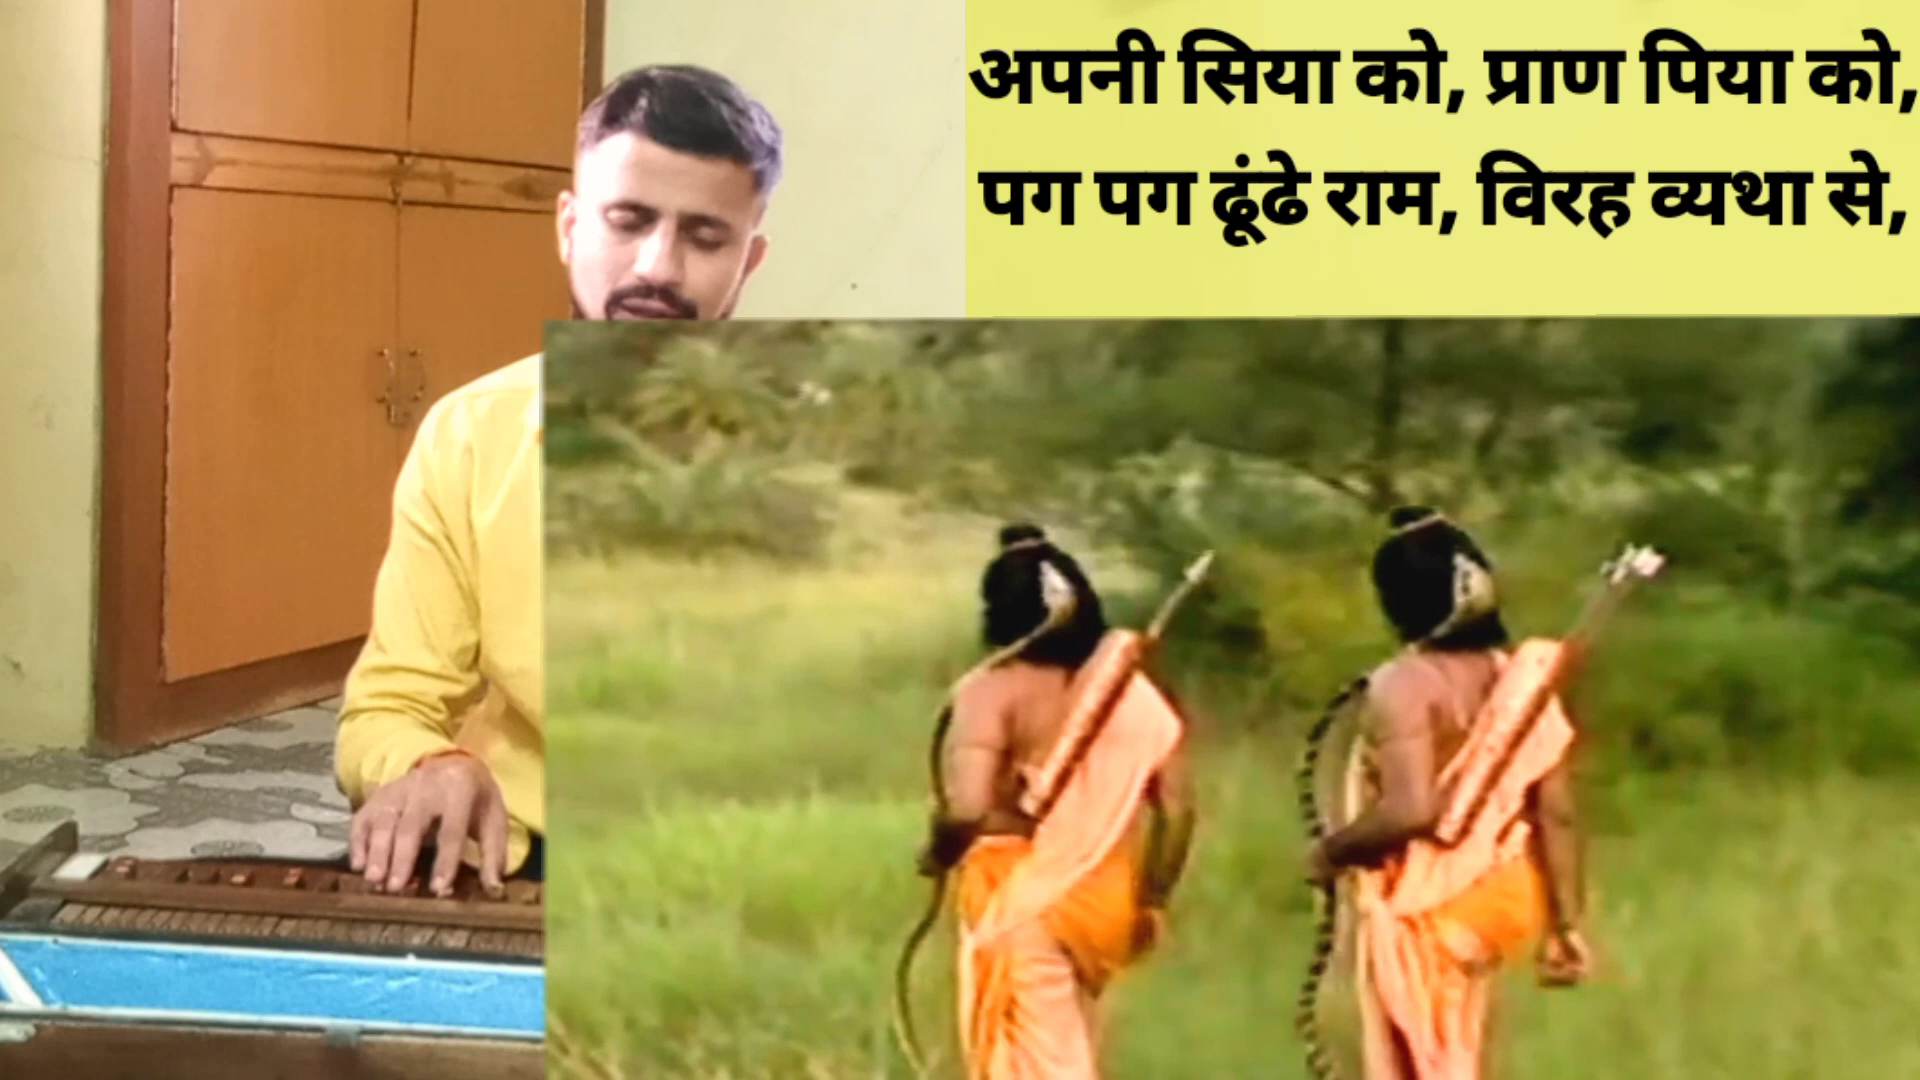 अपनी सिया को, प्राण पिया को,
पग पग ढूंढे राम, विरह व्यथा से,